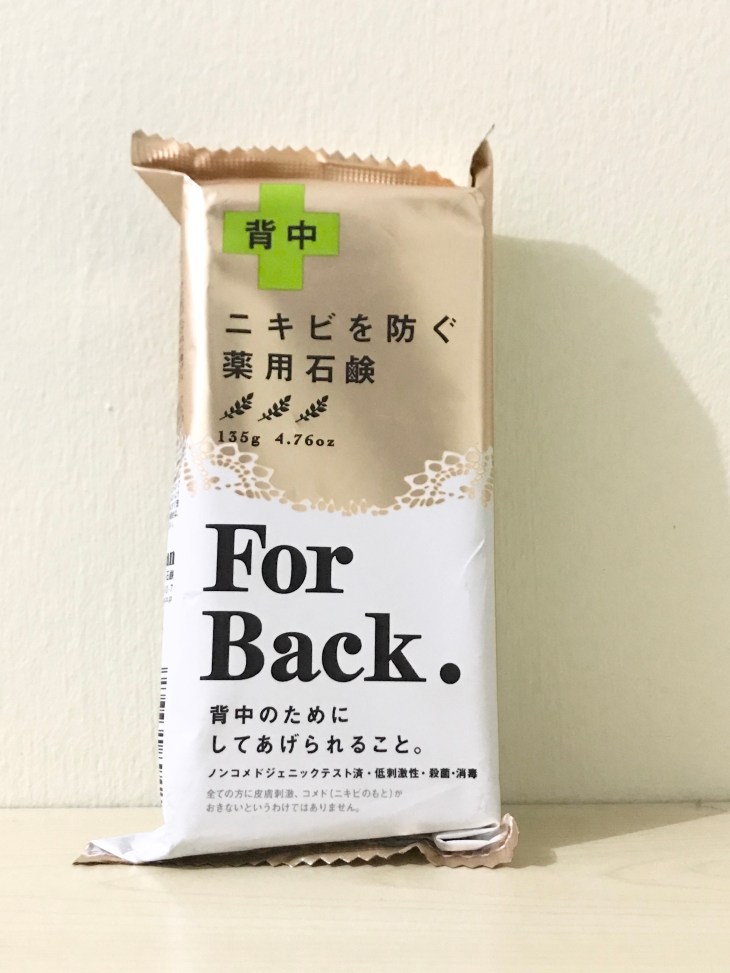 背中
ニキビを防ぐ
薬用石鹸
135g 4.76oz
For
Back.
背中のために
してあげられること。
ノンコメドジェニックテスト済・低刺激性・殺菌・消毒
全ての方に皮膚刺激、コメド(ニキビのもと)が
おきないというわけではありません。